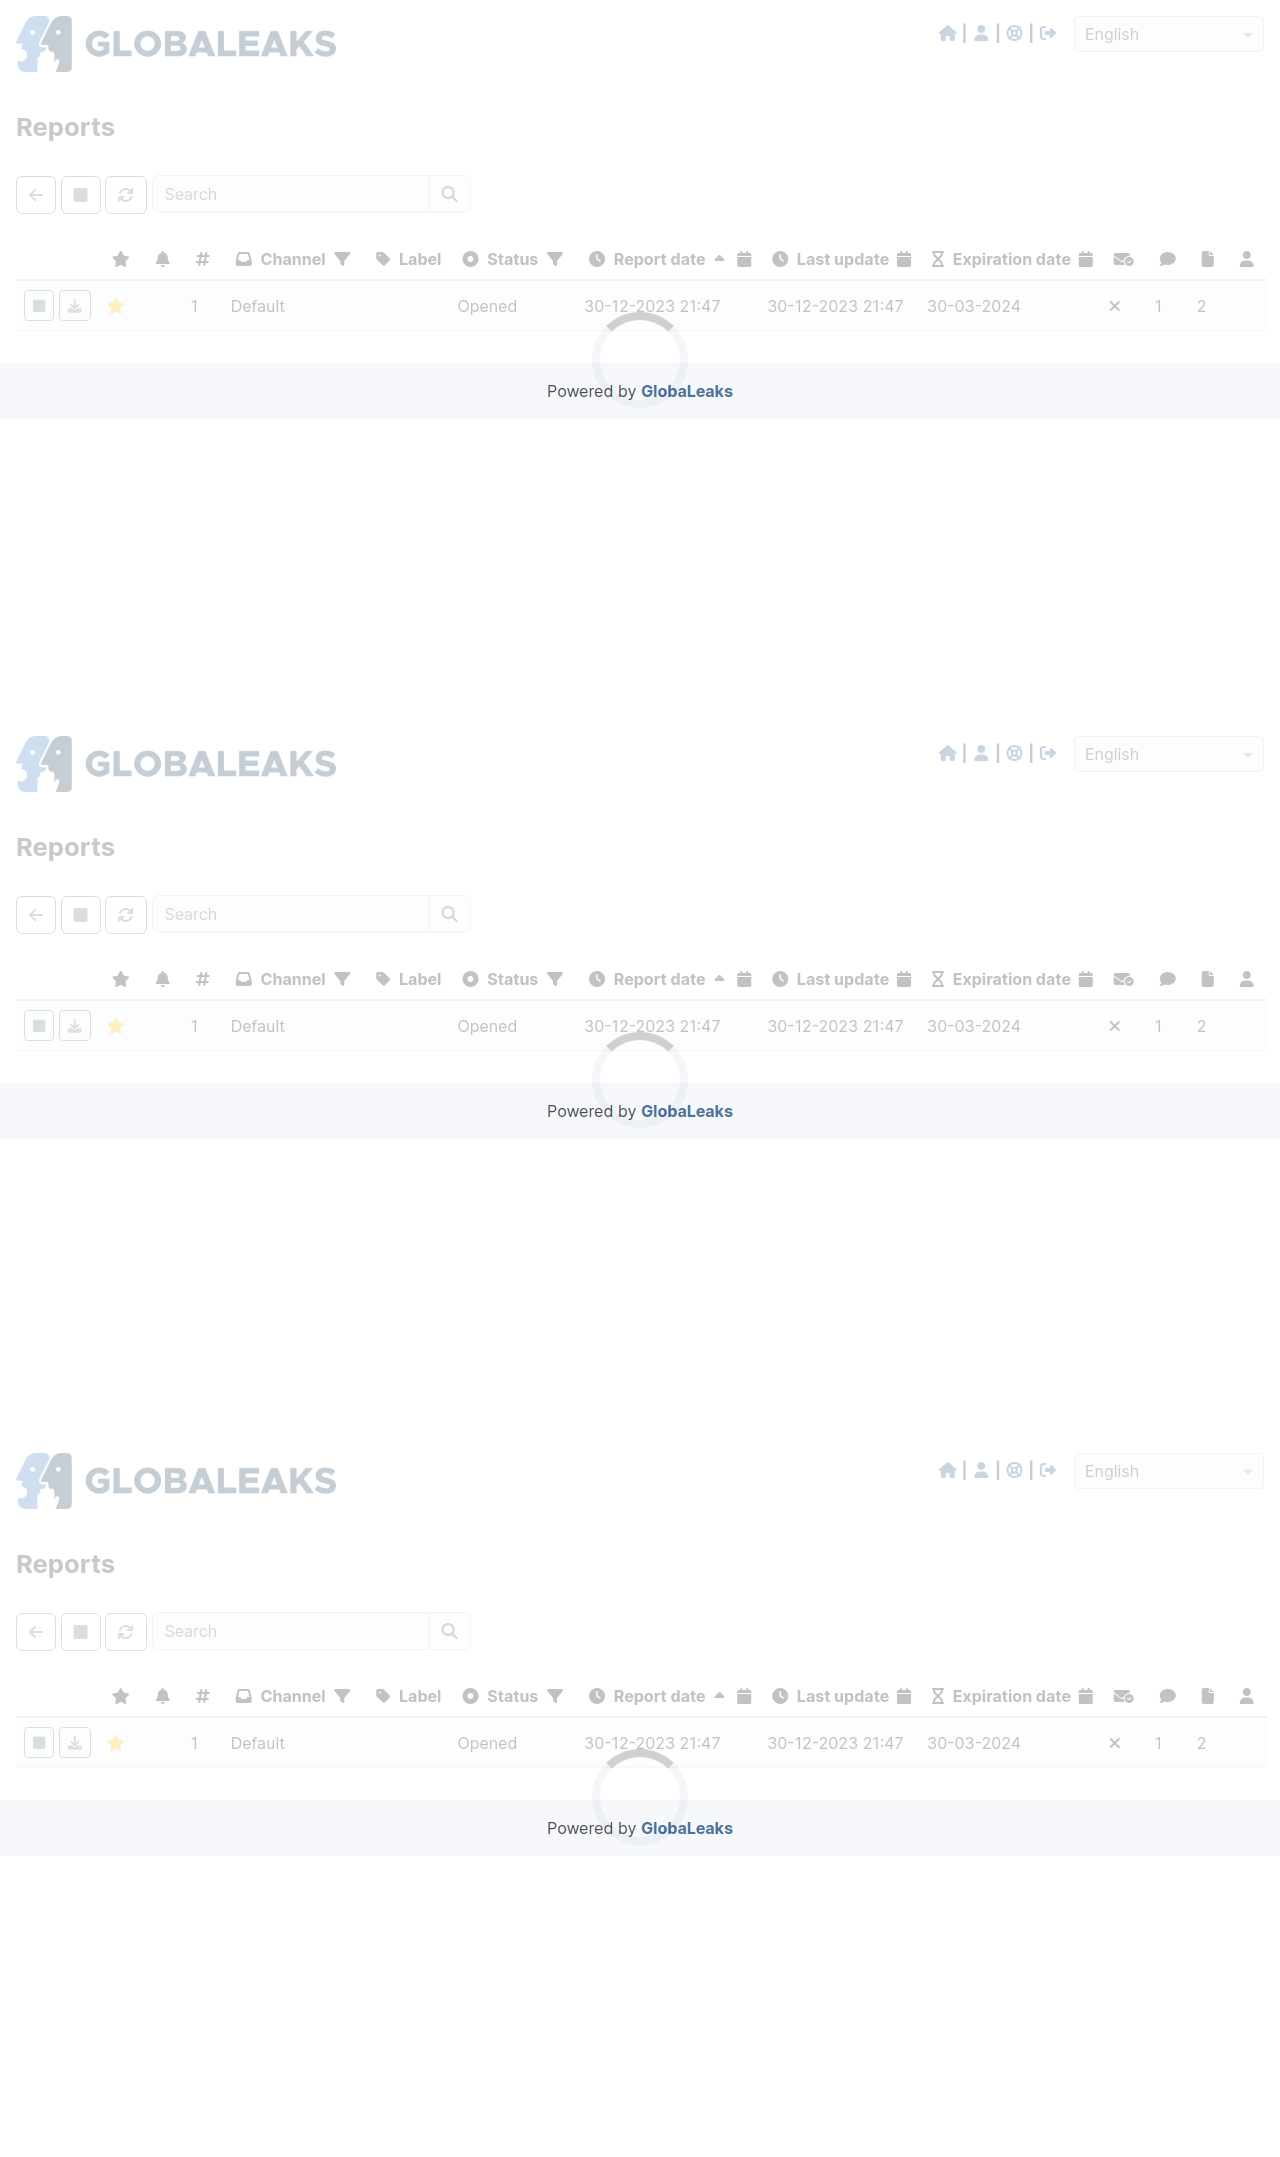 GLOBALEAKS
| | | English
Reports
Search
# Channel Label Status Report date Last update Expiration date
1 Default Opened 30-12-2023 21:47 30-12-2023 21:47 30-03-2024 1 2
Powered by GlobaLeaks
GLOBALEAKS
| | | English
Reports
Search
# Channel Label Status Report date Last update Expiration date
1 Default Opened 30-12-2023 21:47 30-12-2023 21:47 30-03-2024 1 2
Powered by GlobaLeaks
GLOBALEAKS
| | | English
Reports
Search
# Channel Label Status Report date Last update Expiration date
1 Default Opened 30-12-2023 21:47 30-12-2023 21:47 30-03-2024 1 2
Powered by GlobaLeaks